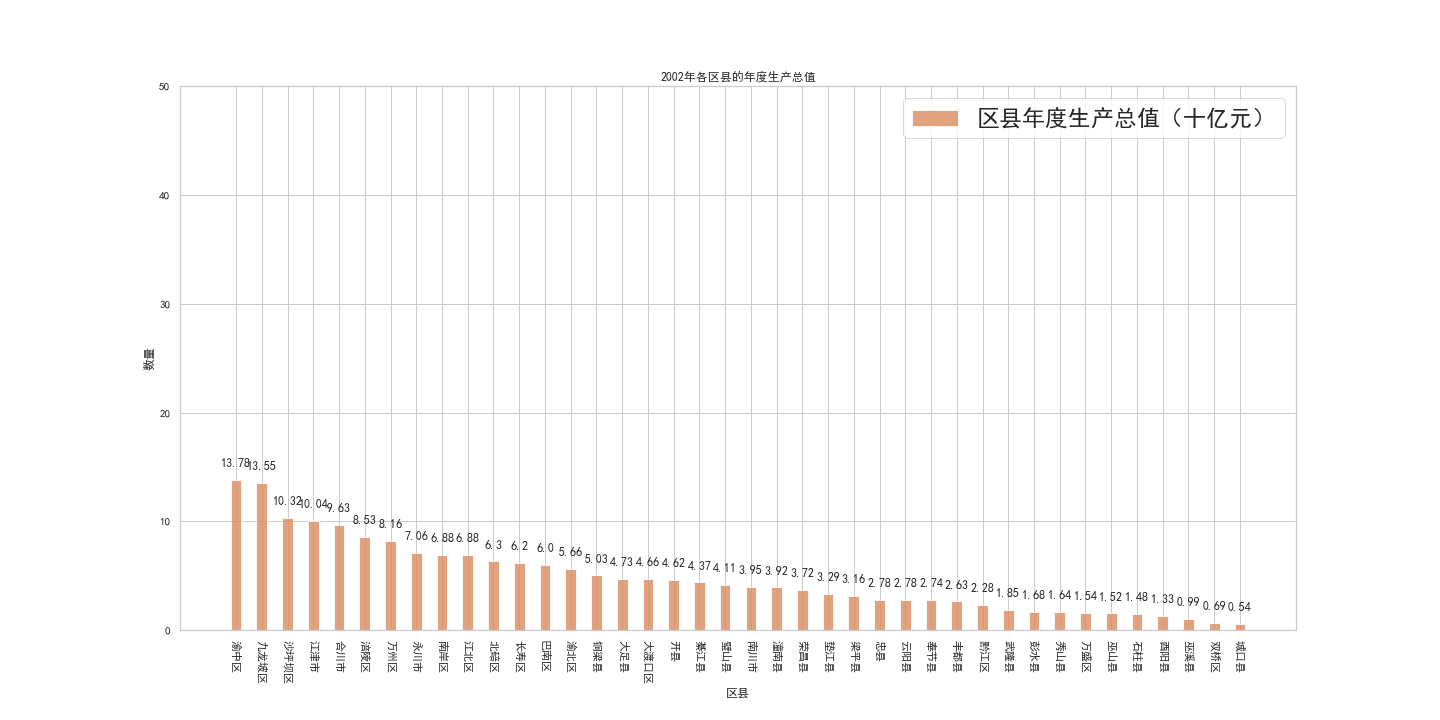 2002年各区县的年度生产总值
区县年度生产总值（十亿元）
50
40
30
20
10
0
数量
13.78
13.55
10.32
10.04
9.63
8.53
8.16
7.06
6.88
6.88
6.3
6.2
6.0
5.66
5.03
4.73
4.66
4.62
4.37
4.11
3.95
3.92
3.72
3.29
3.16
2.78
2.78
2.74
2.63
2.28
1.85
1.68
1.64
1.54
1.52
1.48
1.33
0.99
0.69
0.54
渝中区
九龙坡区
沙坪坝区
江津市
合川市
涪陵区
万州区
永川市
南岸区
江北区
北碚区
长寿区
巴南区
渝北区
铜梁县
大足县
大渡口区
开县
綦江县
璧山县
南川市
潼南县
荣昌县
垫江县
梁平县
忠县
云阳县
奉节县
丰都县
黔江区
武隆县
彭水县
秀山县
万盛区
巫山县
石柱县
酉阳县
巫溪县
双桥区
城口县
区县